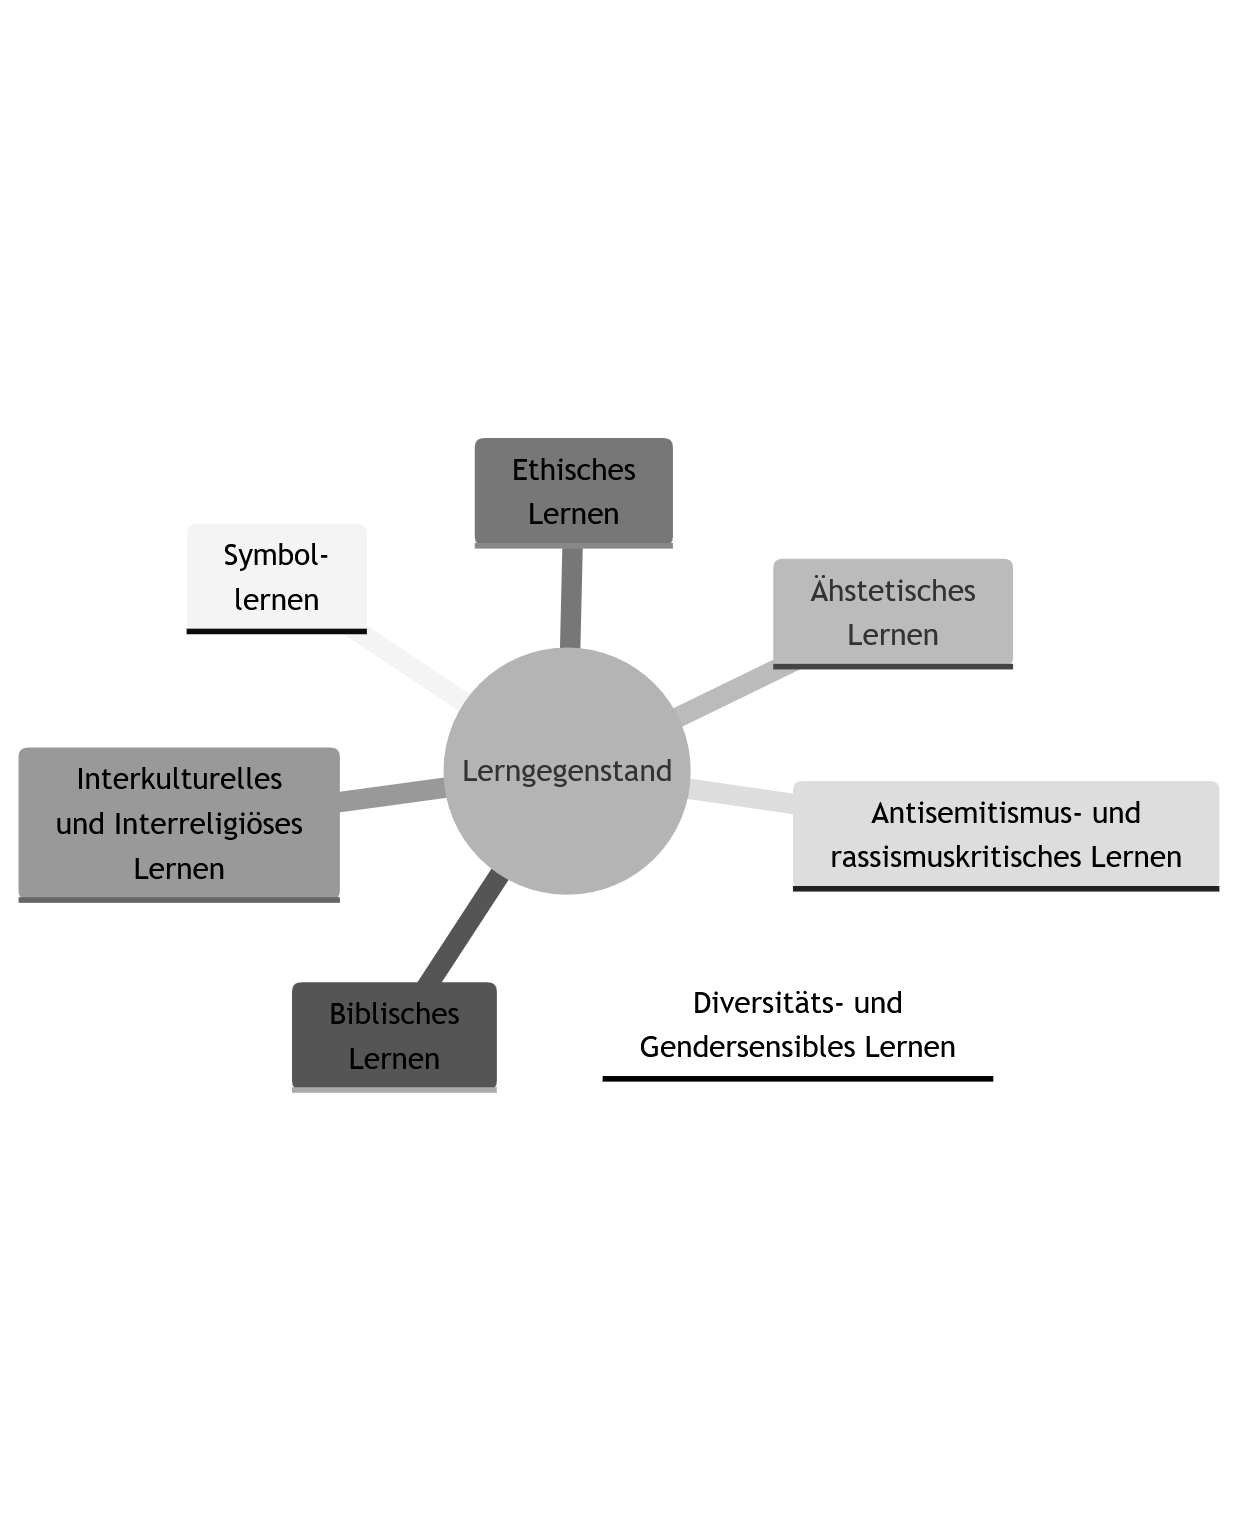 Ethisches
Lernen
Symbol-
lernen
Ähstetisches
Lernen
Lerngegenstand
Interkulturelles
und Interreligiöses
Lernen
Antisemitismus- und
rassismuskritisches Lernen
Biblisches
Lernen
Diversitäts- und
Gendersensibles Lernen